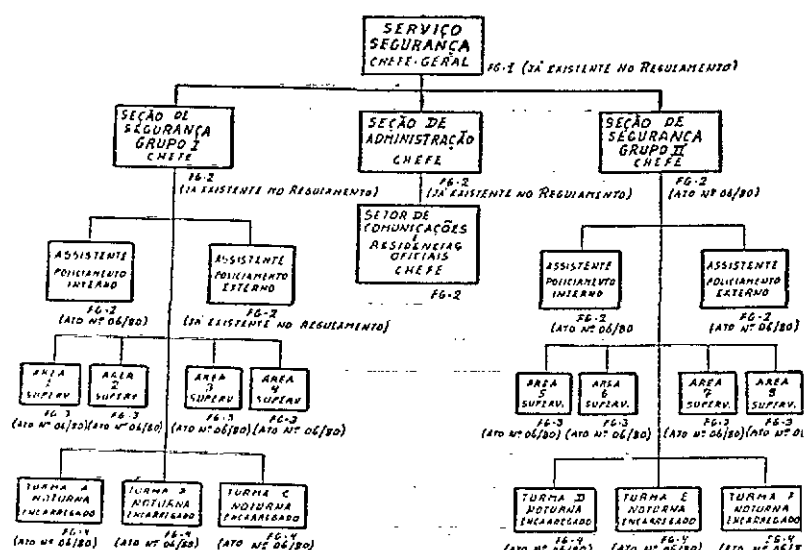 SERVIÇO
SEGURANÇA
CHEFE-GERAL
FG-1 (JÁ EXISTENTE NO REGULAMENTO)
SEÇÃO DE
SEGURANÇA
GRUPO I
CHEFE
FG-2
(JÁ EXISTENTE NO REGULAMENTO)
SEÇÃO DE
ADMINISTRAÇÃO
CHEFE
FG-2
(JÁ EXISTENTE NO REGULAMENTO)
SEÇÃO DE
SEGURANÇA
GRUPO II
CHEFE
FG-2
(ATO Nº 06/80)
SETOR DE
COMUNICAÇÕES
E
RESIDÊNCIAS
OFICIAIS
CHEFE
FG-2
ASSISTENTE
POLICIAMENTO
INTERNO
FG-2
(ATO Nº 06/80)
ASSISTENTE
POLICIAMENTO
EXTERNO
FG-2
(JÁ EXISTENTE NO REGULAMENTO)
ASSISTENTE
POLICIAMENTO
INTERNO
FG-2
(ATO Nº 06/80
ASSISTENTE
POLICIAMENTO
EXTERNO
FG-2
(ATO Nº 06/80)
AREA
1
SUPERV.
FG-3
(ATO Nº 06/80)
AREA
2
SUPERV.
FG-3
(ATO Nº 06/80)
AREA
3
SUPERV.
FG-3
(ATO Nº 06/80)
AREA
4
SUPERV.
FG-3
(ATO Nº 06/80)
AREA
5
SUPERV.
FG-3
(ATO Nº 06/80)
AREA
6
SUPERV.
FG-3
(ATO Nº 06/80)
AREA
7
SUPERV.
FG-3
(ATO Nº 06/80)
AREA
8
SUPERV.
FG-3
(ATO Nº 06
TURMA A
NOTURNA
ENCARREGADO
FG-4
(ATO Nº 06/80)
TURMA B
NOTURNA
ENCARREGADO
FG-4
(ATO Nº 06/80)
TURMA C
NOTURNA
ENCARREGADO
FG-4
(ATO Nº 06/80)
TURMA D
NOTURNA
ENCARREGADO
FG-4
(ATO Nº 06/80)
TURMA E
NOTURNA
ENCARREGADO
FG-4
(ATO Nº 06/80)
TURMA F
NOTURNA
ENCARREGADO
FG-4
(ATO Nº 06/8